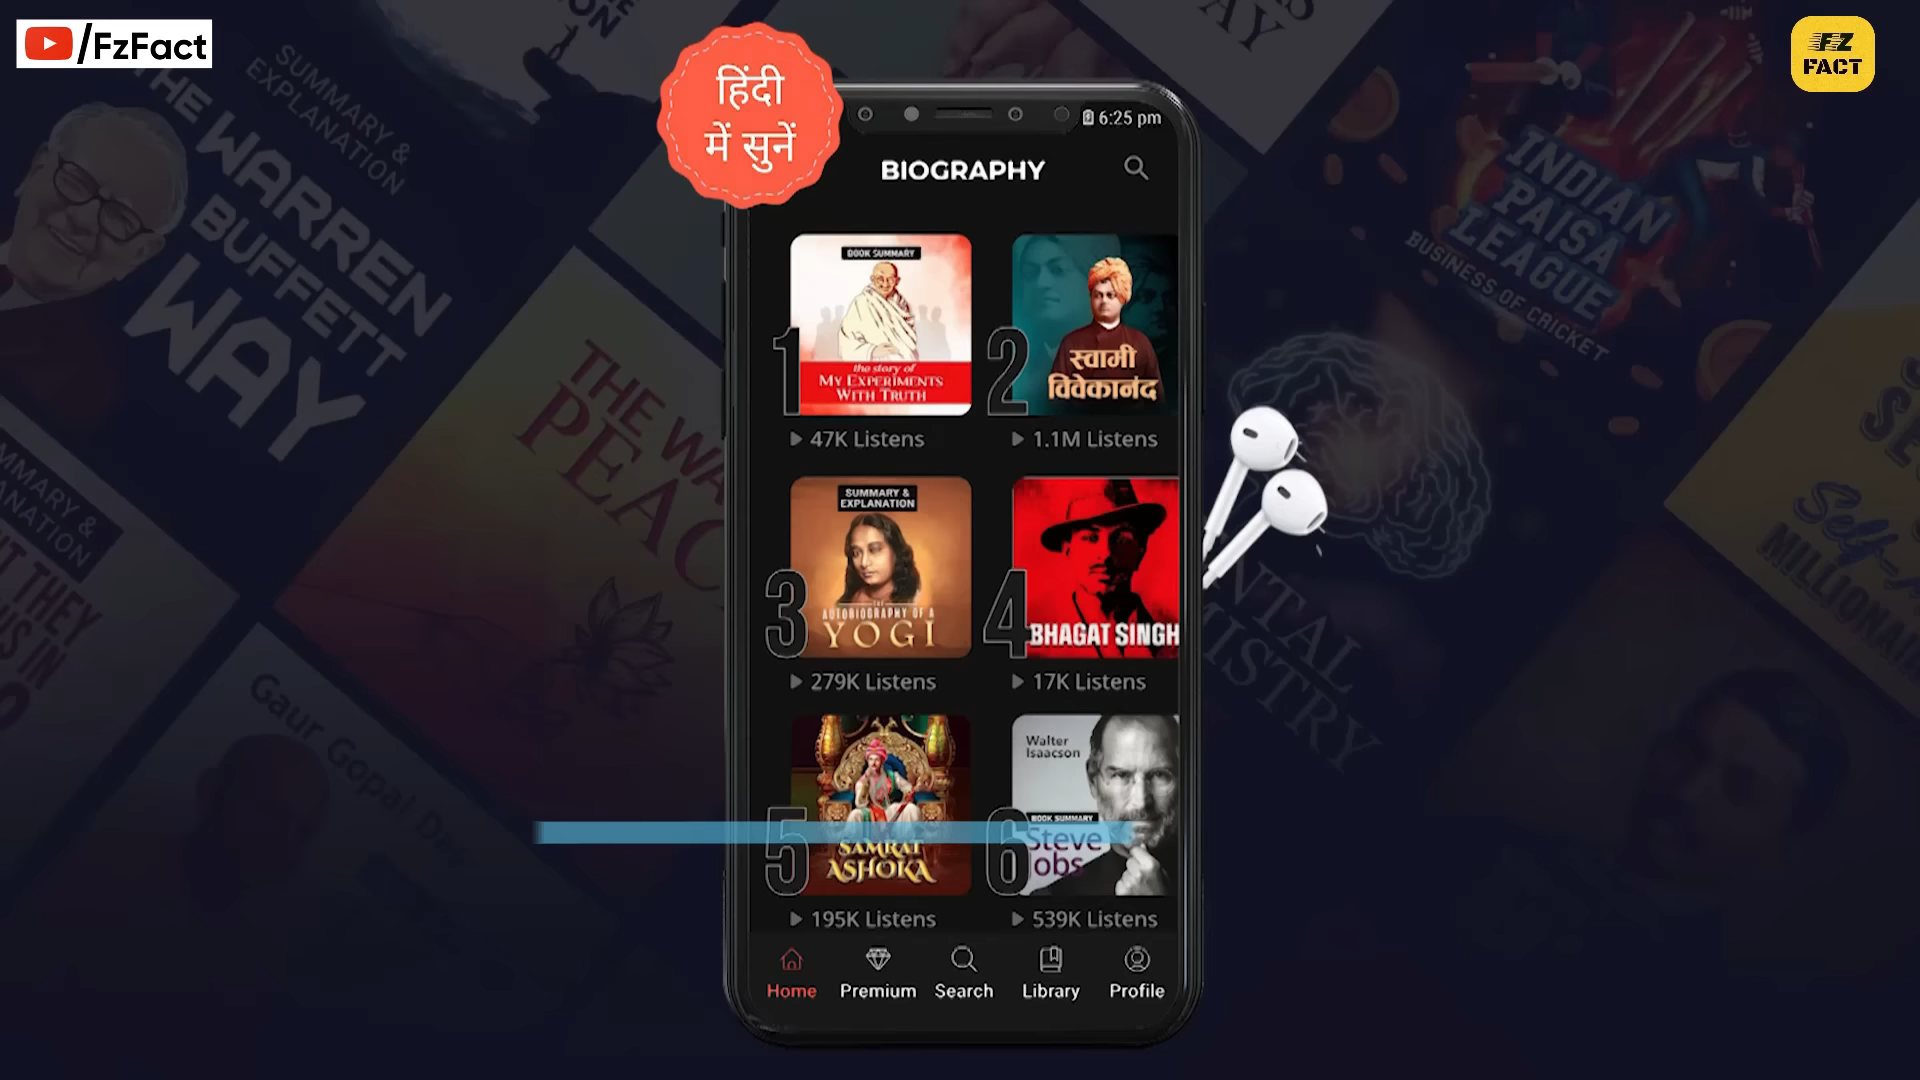 /FzFact
FZ
FACT
हिंदी
में सुनें
6:25 pm
BIOGRAPHY
BOOK SUMMARY
the story of
MY EXPERIMENTS
WITH TRUTH
1
47K Listens
स्वामी
विवेकानंद
2
1.1M Listens
SUMMARY &
EXPLANATION
THE
AUTOBIOGRAPHY OF A
YOGI
3
279K Listens
BHAGAT SINGH
4
17K Listens
SAMRAT
ASHOKA
5
195K Listens
Walter
Isaacson
BOOK SUMMARY
Steve
Jobs
6
539K Listens
Home
Premium
Search
Library
Profile
SUMMARY &
EXPLANATION
THE WARREN
BUFFETT
WAY
INDIAN
PAISA
LEAGUE
BUSINESS OF CRICKET
Gaur Gopal